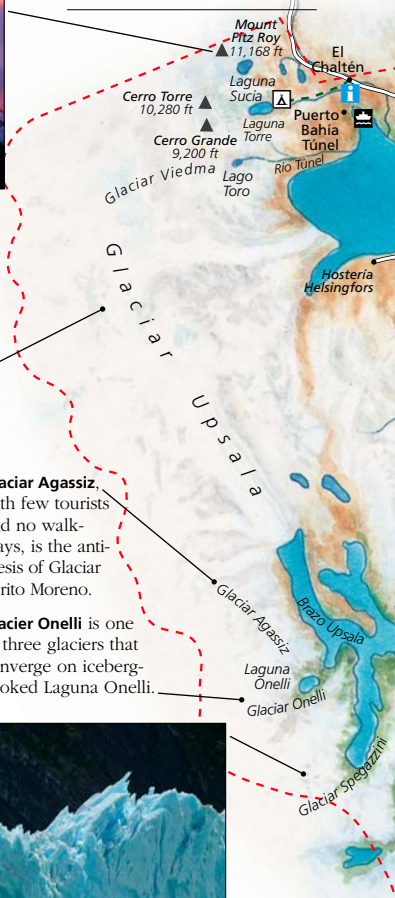 Mount
Fitz Roy
11,168 ft
El
Chaltén
Laguna
Sucia
Cerro Torre
10,280 ft
Laguna
Torre
Puerto
Bahía
Túnel
Cerro Grande
9,200 ft
Río Túnel
Glaciar Viedma
Lago
Toro
Hostería
Helsingfors
Glaciar Upsala
aciar Agassiz,
th few tourists
d no walk-
ays, is the anti-
esis of Glaciar
rito Moreno.
Glaciar Agassiz
Brazo Upsala
acier Onelli is one
three glaciers that
nverge on iceberg-
oked Laguna Onelli.
Laguna
Onelli
Glaciar Onelli
Glaciar Spegazzini